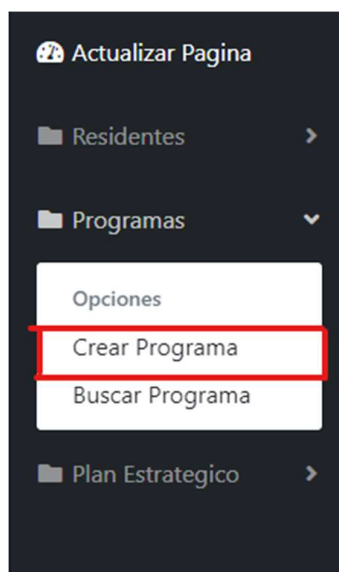 Actualizar Pagina
Residentes
Programas
Opciones
Crear Programa
Buscar Programa
Plan Estrategico